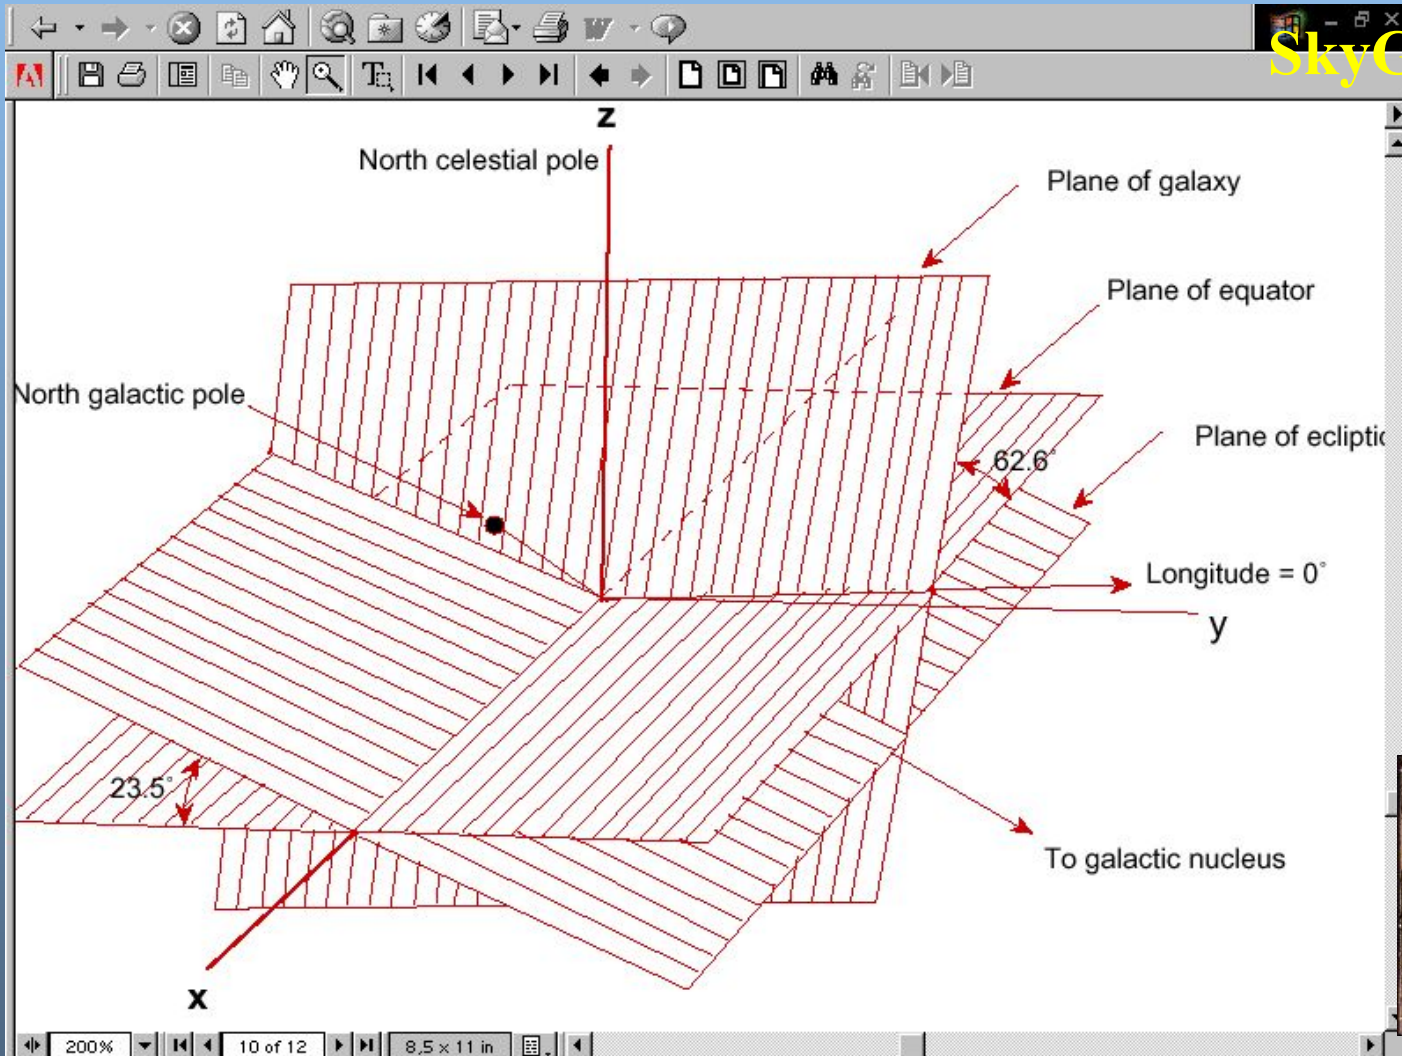 SkyC
z
North celestial pole
Plane of galaxy
Plane of equator
North galactic pole
Plane of ecliptic
62.6°
Longitude = 0°
y
23.5°
To galactic nucleus
x
200%
10 of 12
8,5 x 11 in